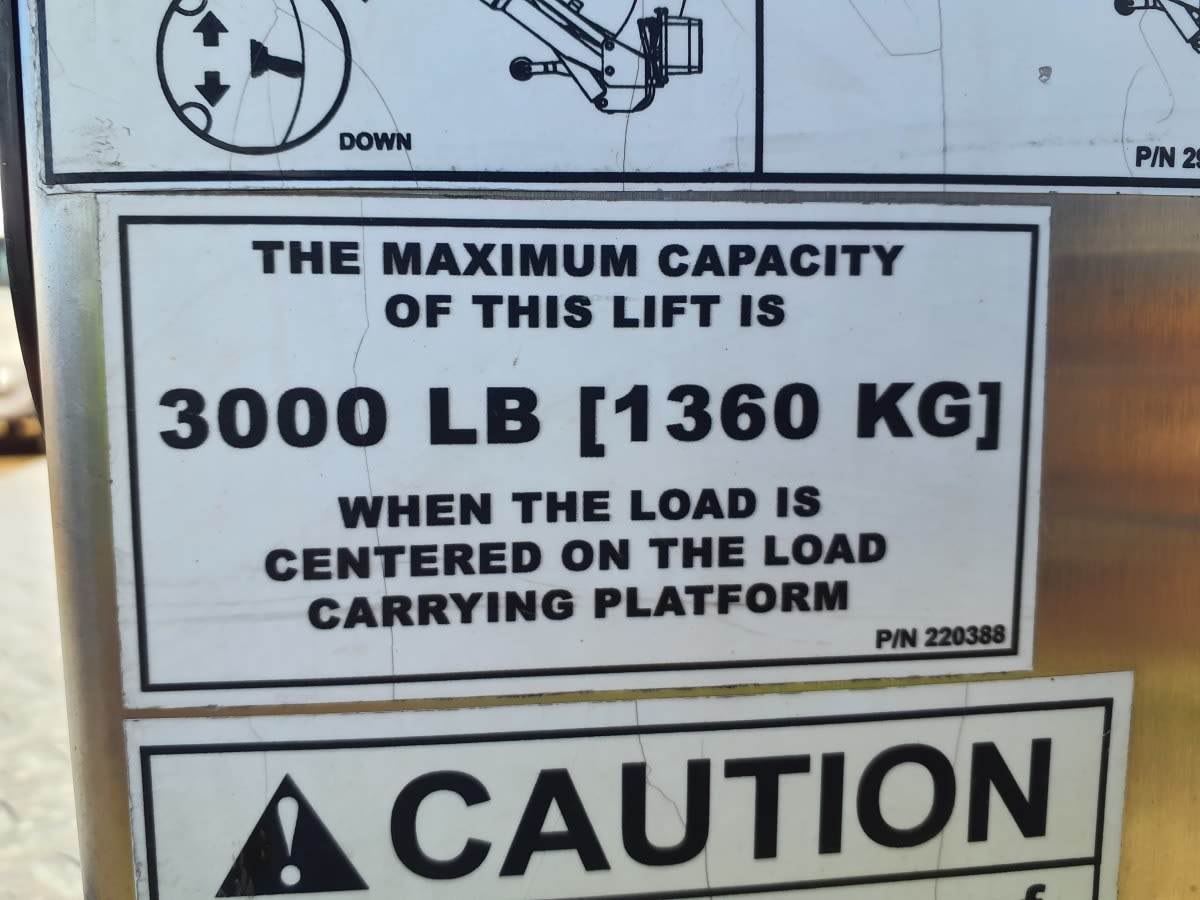 DOWN
P/N
THE MAXIMUM CAPACITY
OF THIS LIFT IS
3000 LB [1360 KG]
WHEN THE LOAD IS
CENTERED ON THE LOAD
CARRYING PLATFORM
P/N 220388
CAUTION